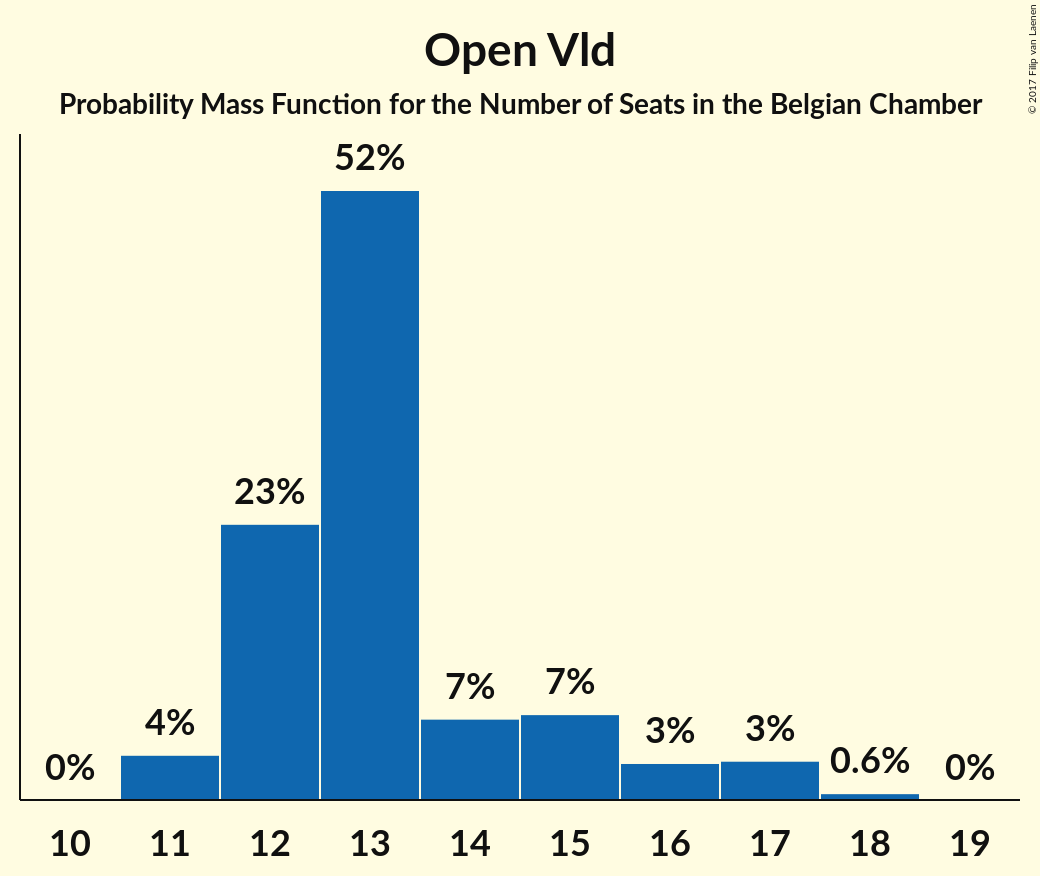 Open Vld
Probability Mass Function for the Number of Seats in the Belgian Chamber
© 2017 Filip van Laenen
52%
23%
7%
7%
4%
3%
3%
0.6%
0%
0%
10 11 12 13 14 15 16 17 18 19